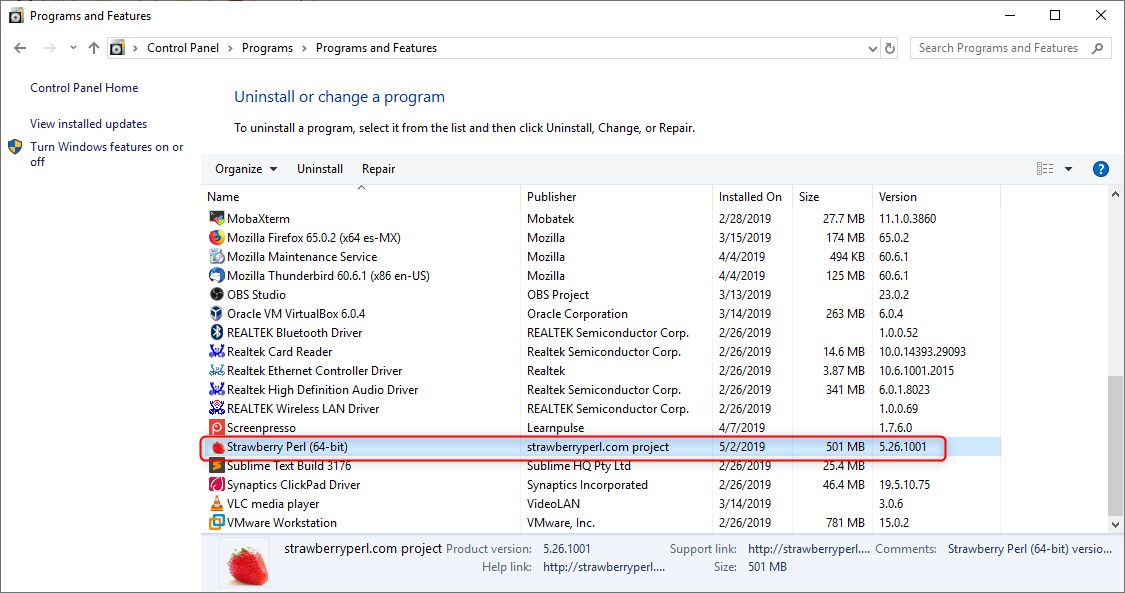 Programs and Features
Control Panel > Programs > Programs and Features
Search Programs and Features
Control Panel Home
View installed updates
Turn Windows features on or
off
Uninstall or change a program
To uninstall a program, select it from the list and then click Uninstall, Change, or Repair.
Organize Uninstall Repair
Name Publisher Installed On Size Version
MobaXterm Mobatek 2/28/2019 27.7 MB 11.1.0.3860
Mozilla Firefox 65.0.2 (x64 es-MX) Mozilla 3/15/2019 174 MB 65.0.2
Mozilla Maintenance Service Mozilla 4/4/2019 494 KB 60.6.1
Mozilla Thunderbird 60.6.1 (x86 en-US) Mozilla 4/4/2019 125 MB 60.6.1
OBS Studio OBS Project 3/13/2019 23.0.2
Oracle VM VirtualBox 6.0.4 Oracle Corporation 3/14/2019 263 MB 6.0.4
REALTEK Bluetooth Driver REALTEK Semiconductor Corp. 2/26/2019 1.0.0.52
Realtek Card Reader Realtek Semiconductor Corp. 2/26/2019 14.6 MB 10.0.14393.29093
Realtek Ethernet Controller Driver Realtek 2/26/2019 3.87 MB 10.6.1001.2015
Realtek High Definition Audio Driver Realtek Semiconductor Corp. 2/26/2019 341 MB 6.0.1.8023
REALTEK Wireless LAN Driver REALTEK Semiconductor Corp. 2/26/2019 1.0.0.69
Screenpresso Learnpulse 4/7/2019 1.7.6.0
Strawberry Perl (64-bit) strawberryperl.com project 5/2/2019 501 MB 5.26.1001
Sublime Text Build 3176 Sublime HQ Pty Ltd 2/26/2019 25.4 MB
Synaptics ClickPad Driver Synaptics Incorporated 2/26/2019 46.4 MB 19.5.10.75
VLC media player VideoLAN 3/14/2019 3.0.6
VMware Workstation VMware, Inc. 2/26/2019 781 MB 15.0.2
strawberryperl.com project Product version: 5.26.1001 Support link: http://strawberryperl.... Comments: Strawberry Perl (64-bit) versio...
Help link: http://strawberryperl.... Size: 501 MB